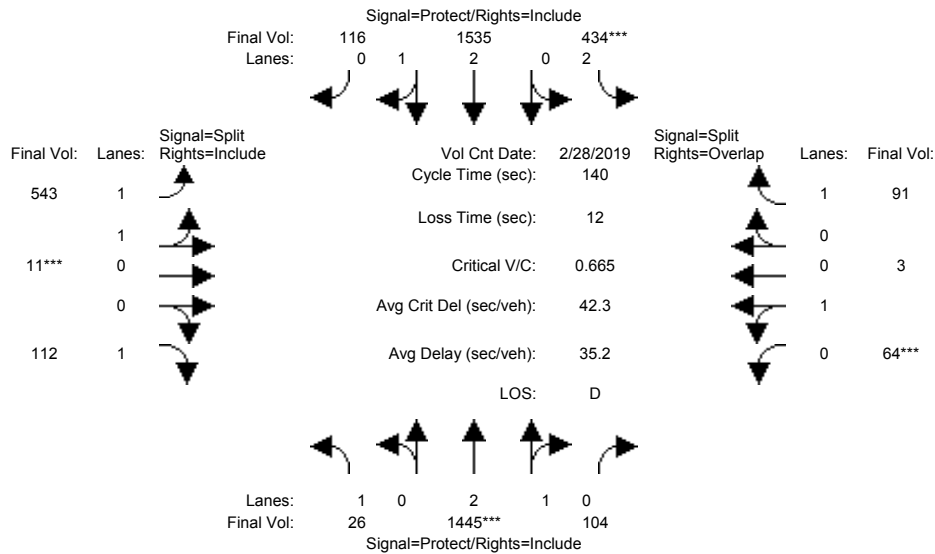 Signal=Protect/Rights=Include
Final Vol: 116 1535 434***
Lanes: 0 1 2 0 2
Signal=Split
Final Vol: Lanes: Rights=Include
Vol Cnt Date: 2/28/2019
Signal=Split
Rights=Overlap Lanes: Final Vol:
Cycle Time (sec): 140
543 1
1 91
Loss Time (sec): 12
1
0
11*** 0
Critical V/C: 0.665
0 3
0
Avg Crit Del (sec/veh): 42.3
1
112 1
Avg Delay (sec/veh): 35.2
0 64***
LOS: D
Lanes: 1 0 2 1 0
Final Vol: 26 1445*** 104
Signal=Protect/Rights=Include